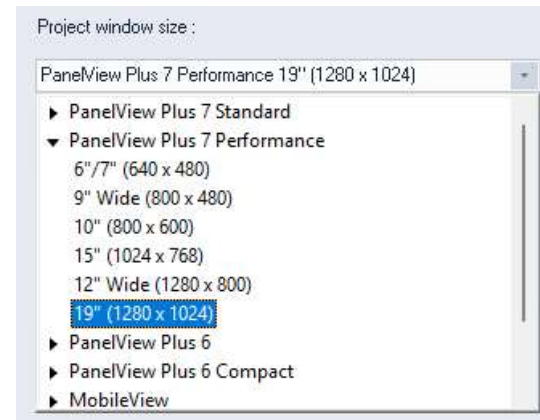 Project window size :
PanelView Plus 7 Performance 19" (1280 x 1024)
PanelView Plus 7 Standard
PanelView Plus 7 Performance
6"/7" (640 x 480)
9" Wide (800 x 480)
10" (800 x 600)
15" (1024 x 768)
12" Wide (1280 x 800)
19" (1280 x 1024)
PanelView Plus 6
PanelView Plus 6 Compact
MobileView